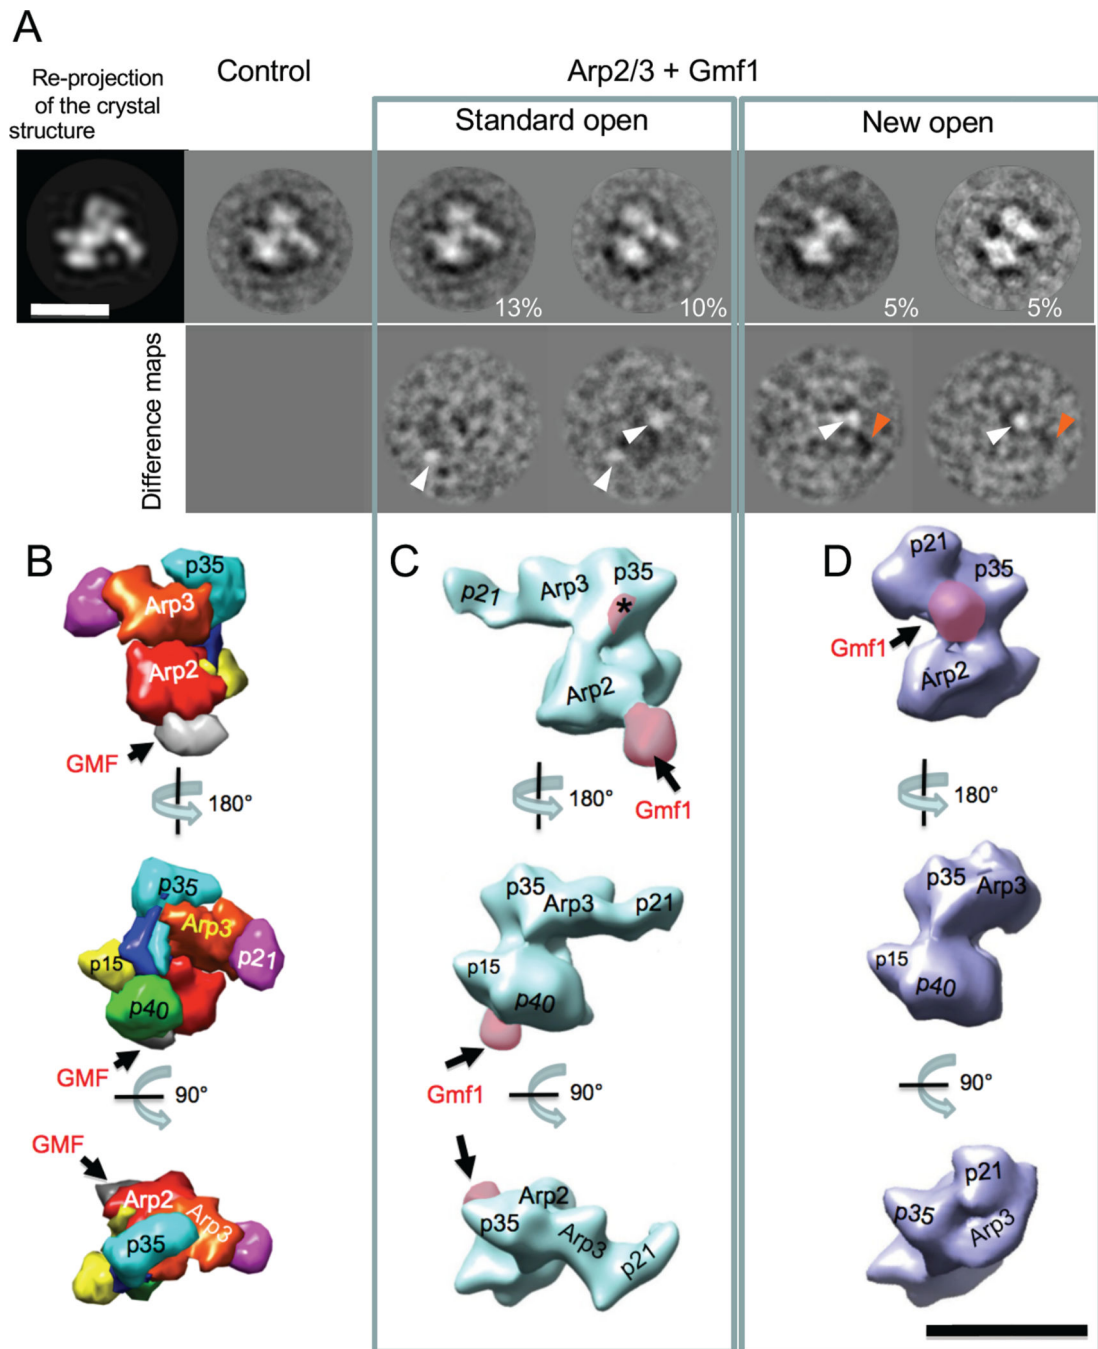 A
Re-projection
of the crystal
structure
Control
Arp2/3 + Gmf1
Standard open
New open
13%
10%
5%
5%
Difference maps
B
p35
Arp3
Arp2
GMF
180°
p35
Arp3
p15
p21
p40
GMF
90°
GMF
Arp2
Arp3
p35
C
p21
Arp3
p35
*
Arp2
180°
Gmf1
p35
Arp3
p21
p15
p40
Gmf1
90°
Arp2
p35
Arp3
p21
D
p21
p35
Gmf1
Arp2
180°
p35
Arp3
p15
p40
90°
p21
p35
Arp3